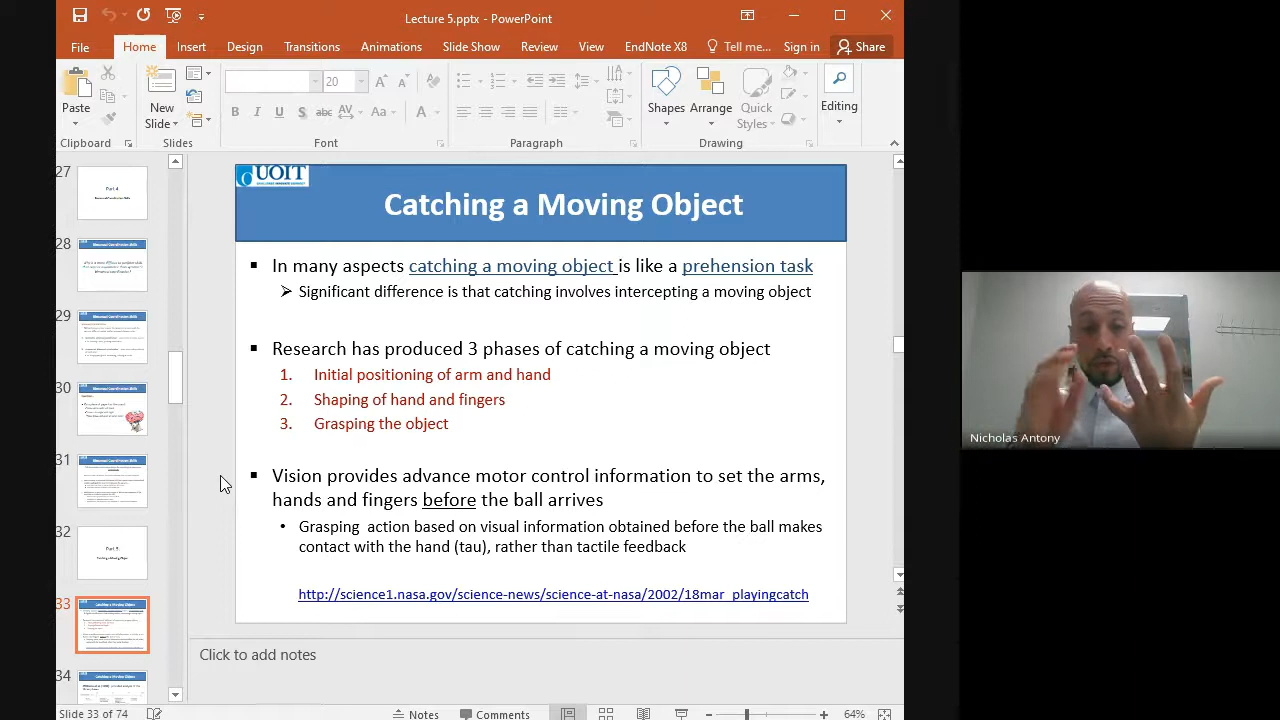 Lecture 5.pptx - PowerPoint
File Home Insert Design Transitions Animations Slide Show Review View EndNote X8 Tell me... Sign in Share
20
Paste
New
Slide
Shapes Arrange Quick
Styles
Editing
B I U S abc AV Aa A
Clipboard Slides Font Paragraph Drawing
27
28
29
30
31
32
33
34
UOIT
Catching a Moving Object
In many aspects catching a moving object is like a prehension task
Significant difference is that catching involves intercepting a moving object
Research has produced 3 phases of catching a moving object
1. Initial positioning of arm and hand
2. Shaping of hand and fingers
3. Grasping the object
Vision provides advance motor control information to set the arms,
hands and fingers before the ball arrives
Grasping action based on visual information obtained before the ball makes
contact with the hand (tau), rather than tactile feedback
http://science1.nasa.gov/science-news/science-at-nasa/2002/18mar_playingcatch
Click to add notes
Slide 33 of 74 Notes Comments 64%
Nicholas Antony